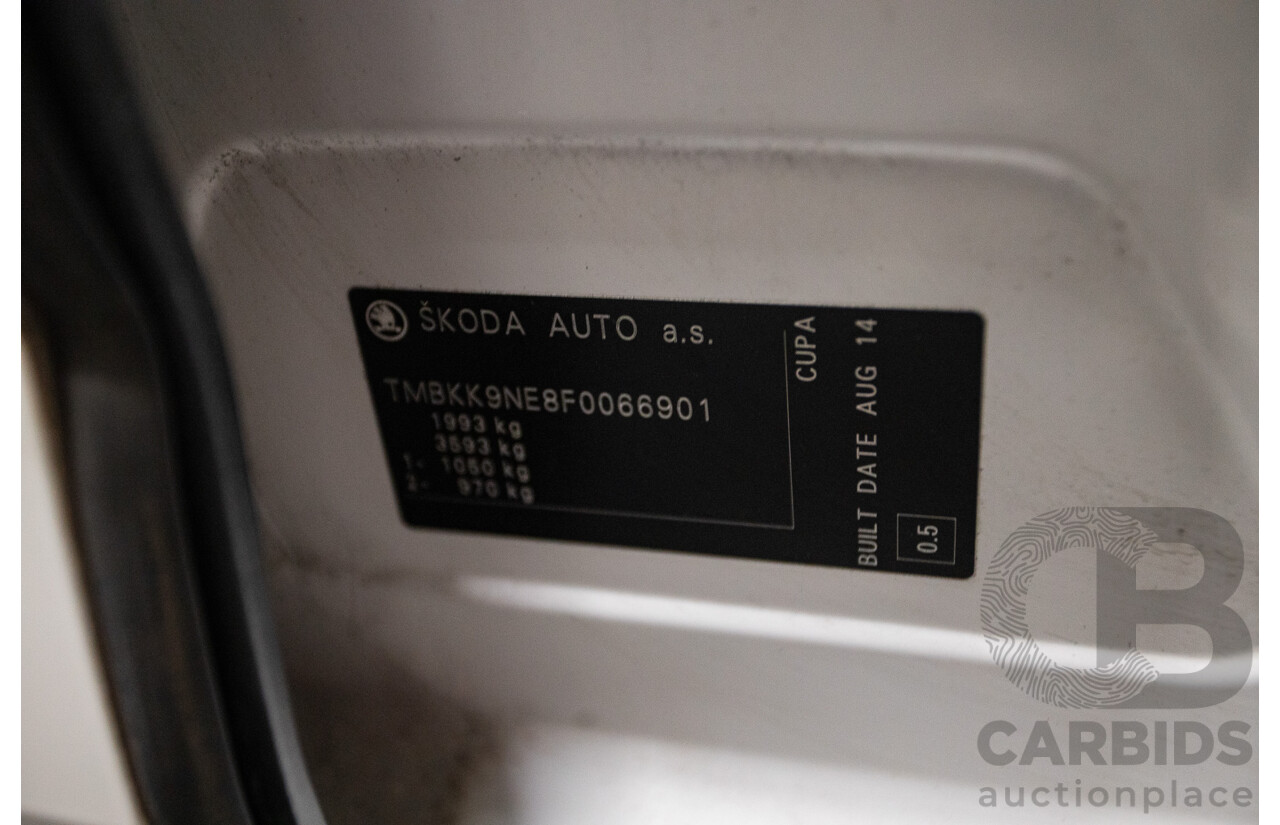 ŠKODA AUTO a.s.
TMBKK9NE8F0066901
1993 kg
3593 kg
1- 1050 kg
2- 970 kg
CUPA
BUILT DATE AUG 14
0.5
CB
CARBIDS
auctionplace